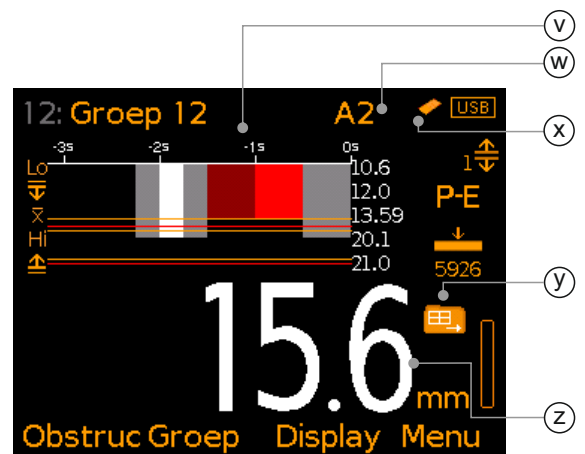 v
w
12: Groep 12 A2 USB
x
-3s -2s -1s 0s
1
Lo 10.6
12.0 P-E
x̄ 13.59
Hi 20.1
21.0 5926
y
15.6 mm
z
Obstruc Groep Display Menu